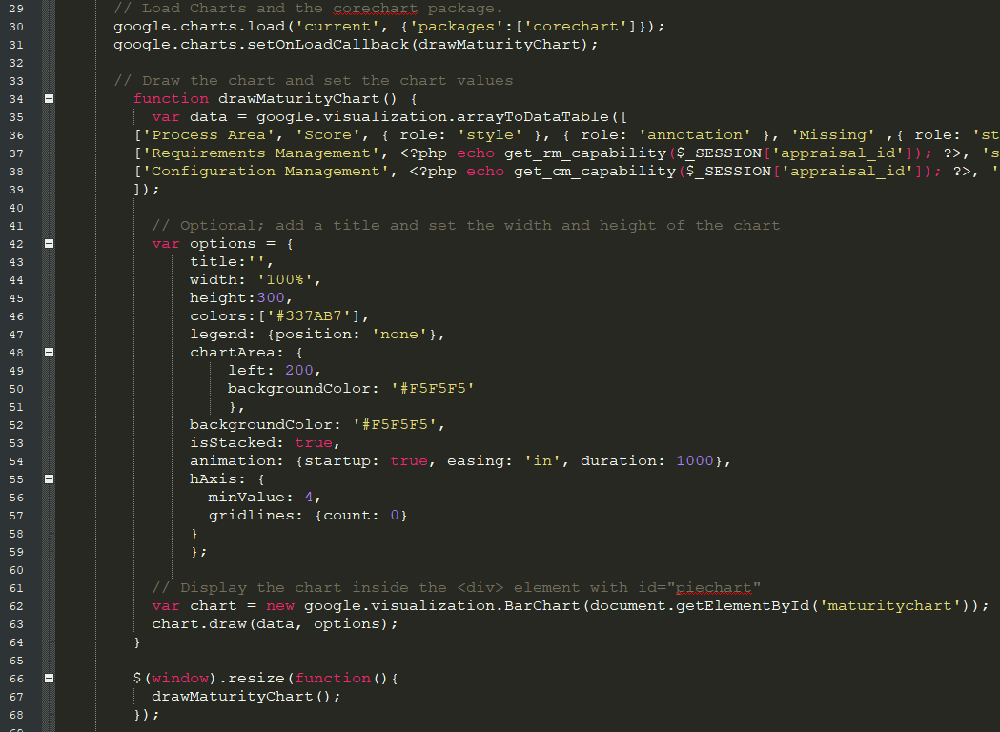 29 // Load Charts and the corechart package.
30 google.charts.load('current', {'packages':['corechart']});
31 google.charts.setOnLoadCallback(drawMaturityChart);
32
33 // Draw the chart and set the chart values
34 function drawMaturityChart() {
35 var data = google.visualization.arrayToDataTable([
36 ['Process Area', 'Score', { role: 'style' }, { role: 'annotation' }, 'Missing' ,{ role: 'st
37 ['Requirements Management', <?php echo get_rm_capability($_SESSION['appraisal_id']); ?>, 's
38 ['Configuration Management', <?php echo get_cm_capability($_SESSION['appraisal_id']); ?>, '
39 ]);
40
41 // Optional; add a title and set the width and height of the chart
42 var options = {
43 title:'',
44 width: '100%',
45 height:300,
46 colors:['#337AB7'],
47 legend: {position: 'none'},
48 chartArea: {
49 left: 200,
50 backgroundColor: '#F5F5F5'
51 },
52 backgroundColor: '#F5F5F5',
53 isStacked: true,
54 animation: {startup: true, easing: 'in', duration: 1000},
55 hAxis: {
56 minValue: 4,
57 gridlines: {count: 0}
58 }
59 };
60
61 // Display the chart inside the <div> element with id="piechart"
62 var chart = new google.visualization.BarChart(document.getElementById('maturitychart'));
63 chart.draw(data, options);
64 }
65
66 $(window).resize(function(){
67 drawMaturityChart();
68 });